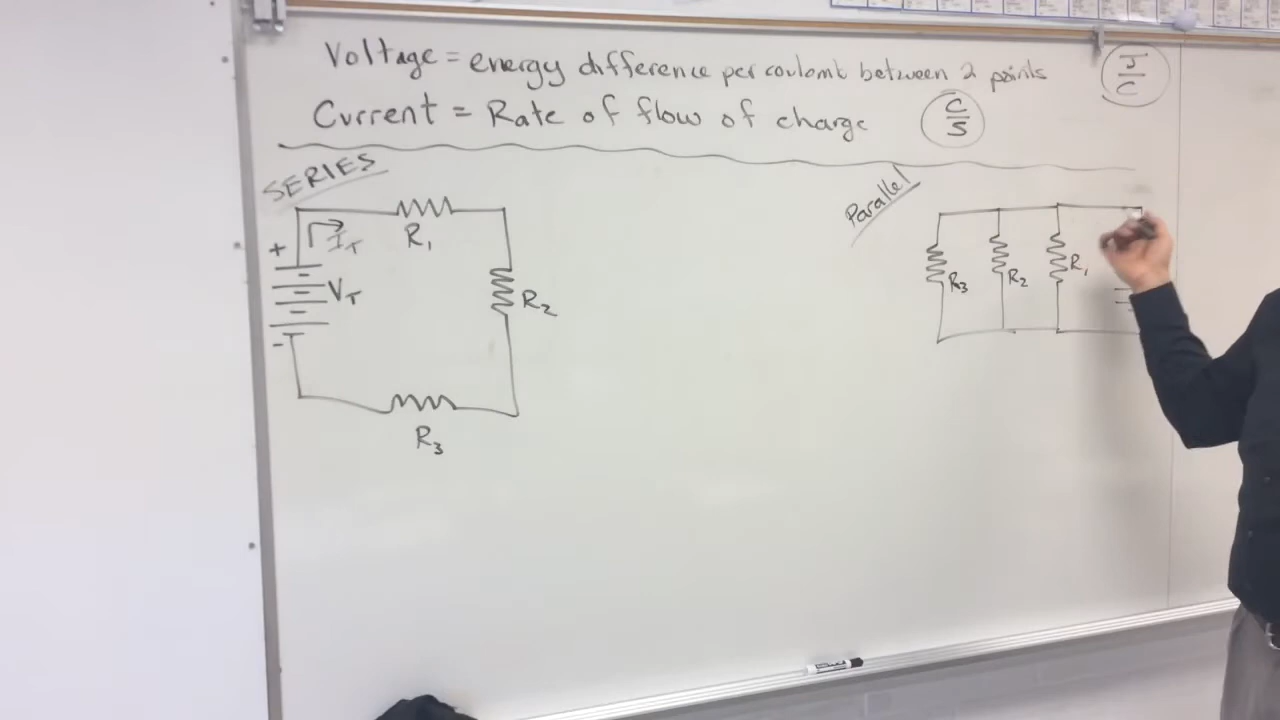 Voltage = energy difference per coulomb between 2 points J/C
Current = Rate of flow of charge C/s
SERIES
+ I_T R₁
V_T
R₂
-
R₃
Parallel
R₃ R₂ R₁